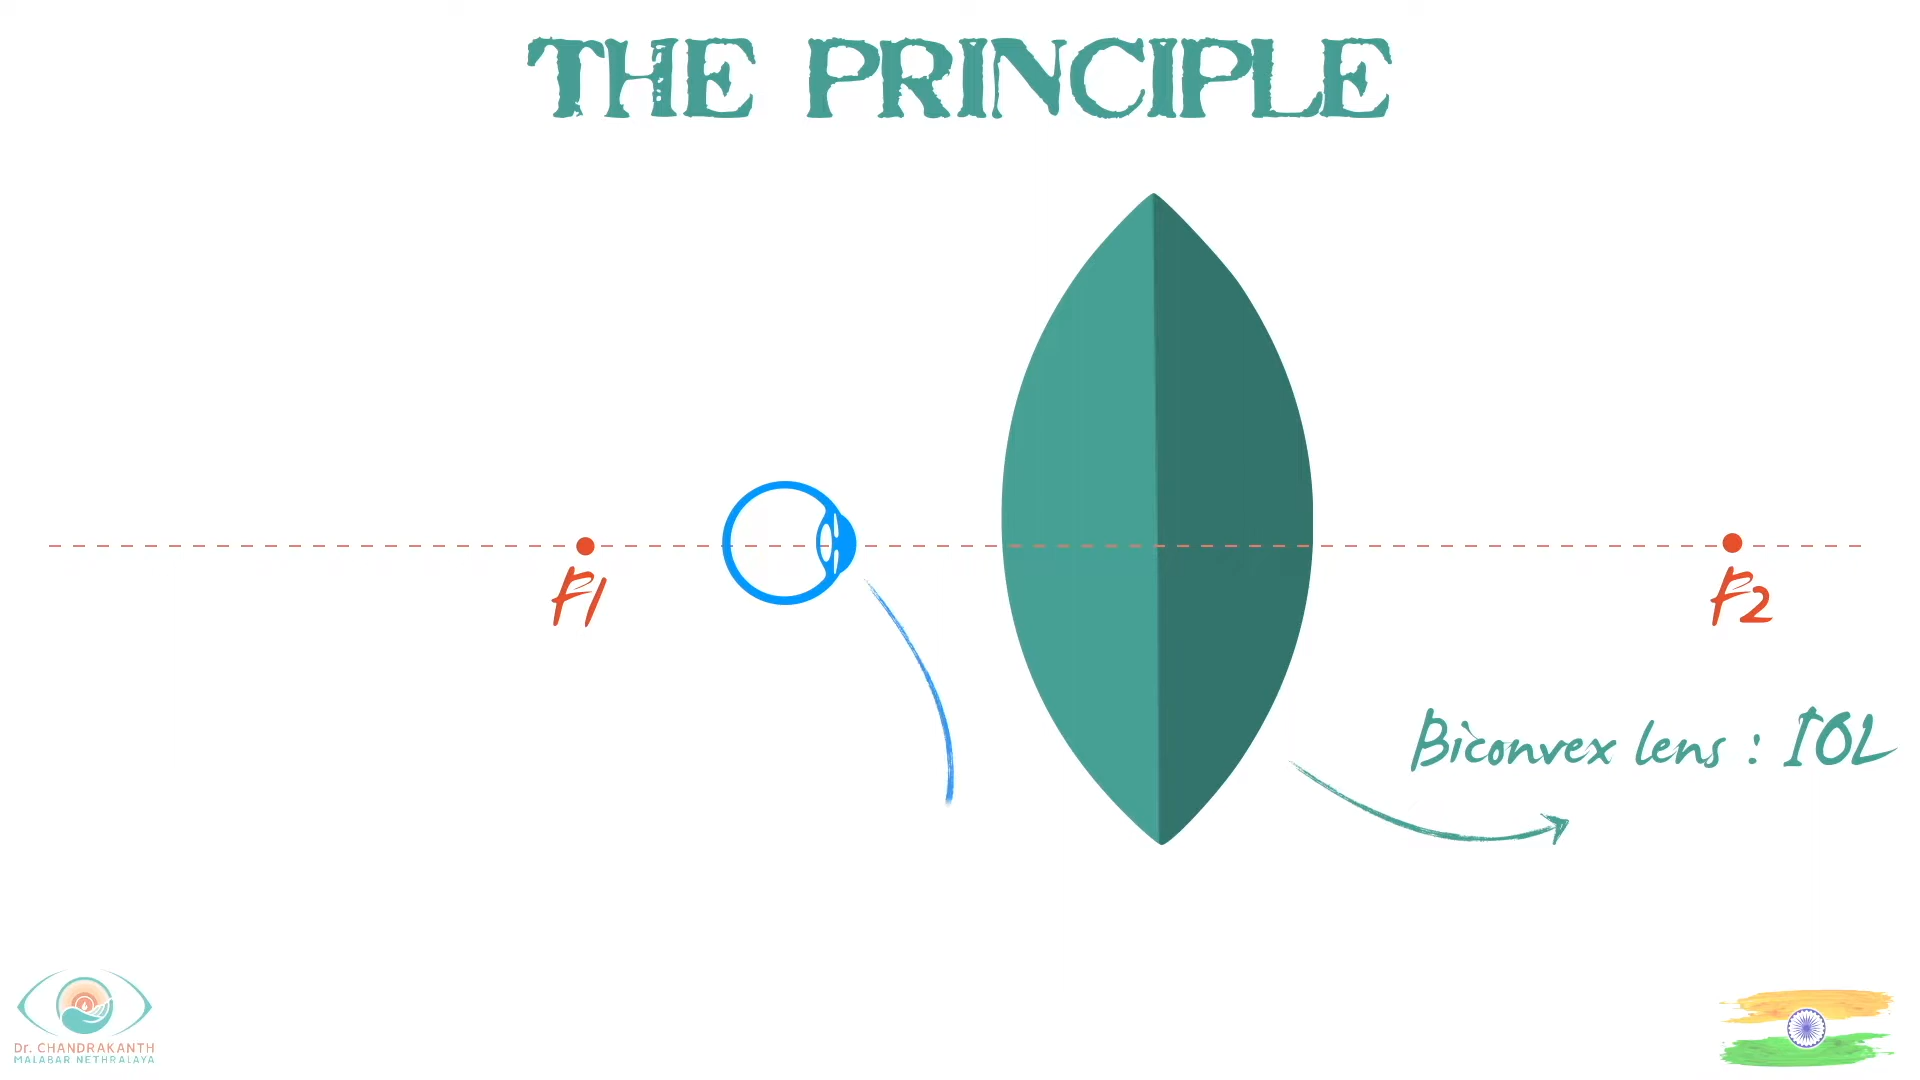 THE PRINCIPLE
F1
F2
Biconvex lens : IOL
Dr. CHANDRAKANTH
MALABAR NETHRALAYA